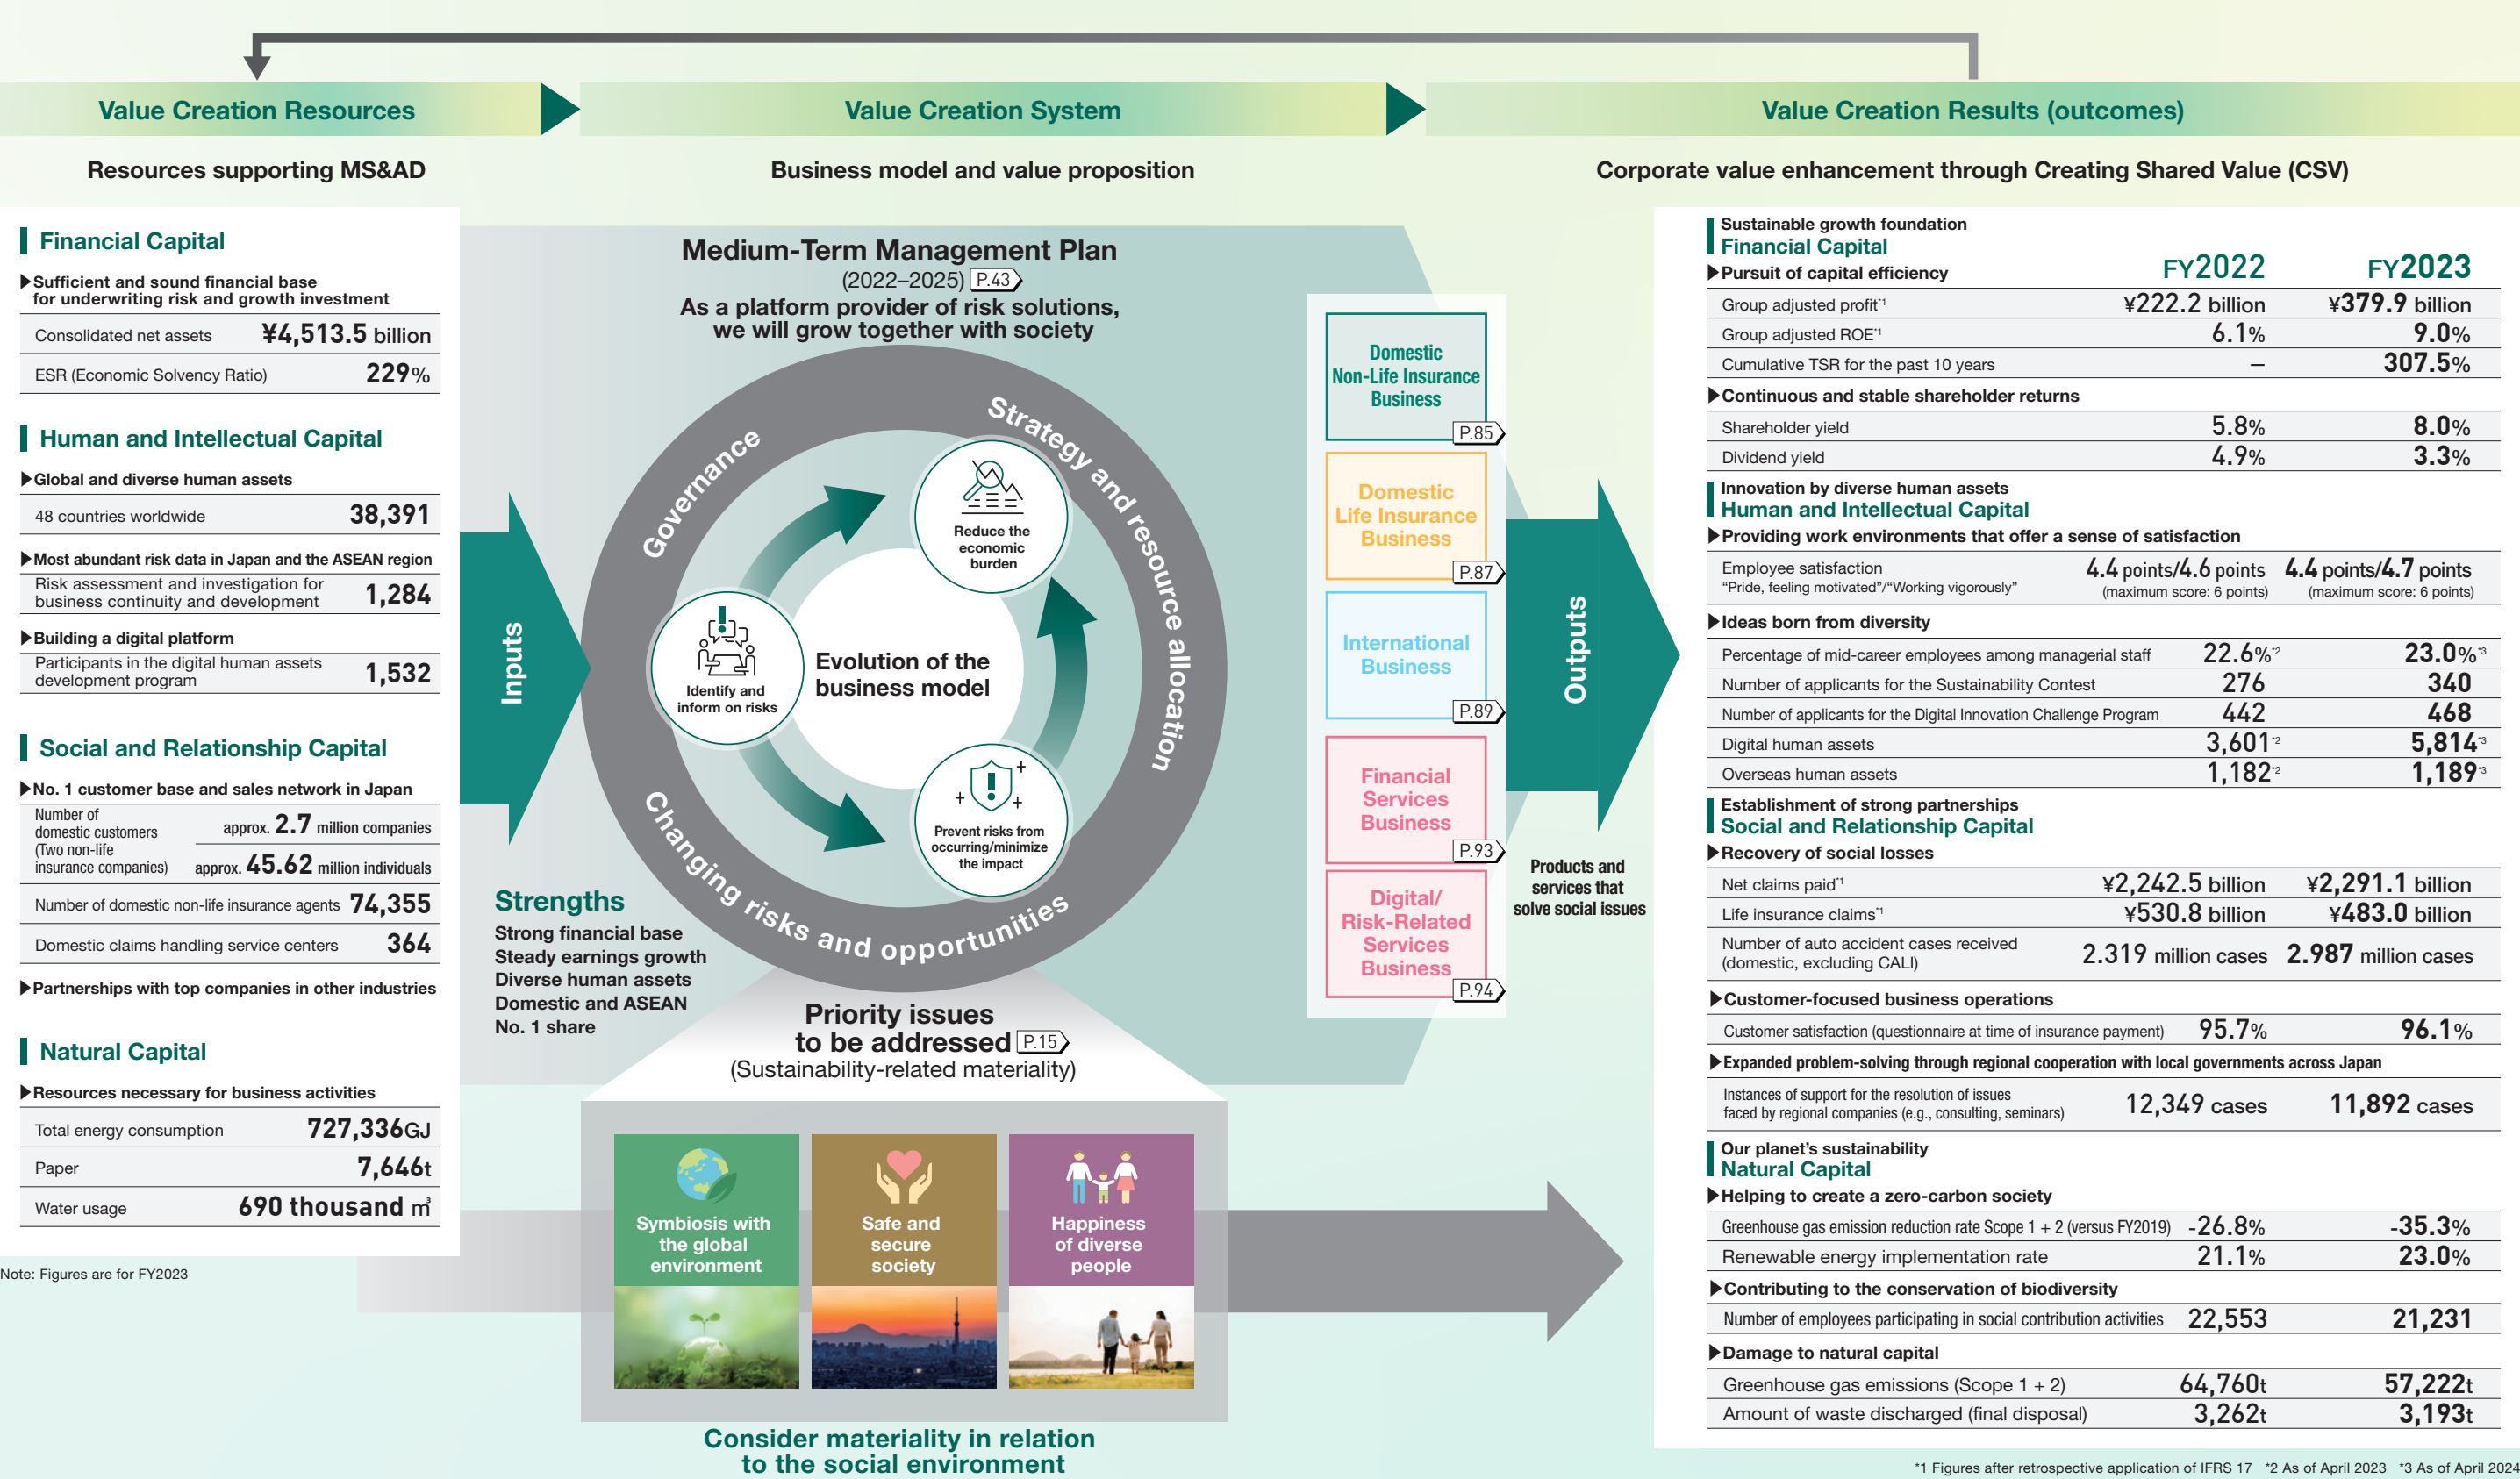 Value Creation Resources
Value Creation System
Value Creation Results (outcomes)
Resources supporting MS&AD
Business model and value proposition
Corporate value enhancement through Creating Shared Value (CSV)
Financial Capital
Sufficient and sound financial base
for underwriting risk and growth investment
Consolidated net assets ¥4,513.5 billion
ESR (Economic Solvency Ratio) 229%
Human and Intellectual Capital
Global and diverse human assets
48 countries worldwide 38,391
Most abundant risk data in Japan and the ASEAN region
Risk assessment and investigation for
business continuity and development 1,284
Building a digital platform
Participants in the digital human assets
development program 1,532
Social and Relationship Capital
No. 1 customer base and sales network in Japan
Number of
domestic customers
(Two non-life
insurance companies)
approx. 2.7 million companies
approx. 45.62 million individuals
Number of domestic non-life insurance agents 74,355
Domestic claims handling service centers 364
Partnerships with top companies in other industries
Natural Capital
Resources necessary for business activities
Total energy consumption 727,336GJ
Paper 7,646t
Water usage 690 thousand m³
Note: Figures are for FY2023
Inputs
Medium-Term Management Plan
(2022–2025) P.43
As a platform provider of risk solutions,
we will grow together with society
Governance
Strategy and resource allocation
Changing risks and opportunities
Reduce the
economic
burden
Identify and
inform on risks
Evolution of the
business model
Prevent risks from
occurring/minimize
the impact
Strengths
Strong financial base
Steady earnings growth
Diverse human assets
Domestic and ASEAN
No. 1 share
Priority issues
to be addressed P.15
(Sustainability-related materiality)
Symbiosis with
the global
environment
Safe and
secure
society
Happiness
of diverse
people
Consider materiality in relation
to the social environment
Domestic
Non-Life Insurance
Business
P.85
Domestic
Life Insurance
Business
P.87
International
Business
P.89
Financial
Services
Business
P.93
Digital/
Risk-Related
Services
Business
P.94
Outputs
Products and
services that
solve social issues
Sustainable growth foundation
Financial Capital
Pursuit of capital efficiency FY2022 FY2023
Group adjusted profit*1 ¥222.2 billion ¥379.9 billion
Group adjusted ROE*1 6.1% 9.0%
Cumulative TSR for the past 10 years – 307.5%
Continuous and stable shareholder returns
Shareholder yield 5.8% 8.0%
Dividend yield 4.9% 3.3%
Innovation by diverse human assets
Human and Intellectual Capital
Providing work environments that offer a sense of satisfaction
Employee satisfaction 4.4 points/4.6 points 4.4 points/4.7 points
“Pride, feeling motivated”/“Working vigorously” (maximum score: 6 points) (maximum score: 6 points)
Ideas born from diversity
Percentage of mid-career employees among managerial staff 22.6%*2 23.0%*3
Number of applicants for the Sustainability Contest 276 340
Number of applicants for the Digital Innovation Challenge Program 442 468
Digital human assets 3,601*2 5,814*3
Overseas human assets 1,182*2 1,189*3
Establishment of strong partnerships
Social and Relationship Capital
Recovery of social losses
Net claims paid*1 ¥2,242.5 billion ¥2,291.1 billion
Life insurance claims*1 ¥530.8 billion ¥483.0 billion
Number of auto accident cases received
(domestic, excluding CALI) 2.319 million cases 2.987 million cases
Customer-focused business operations
Customer satisfaction (questionnaire at time of insurance payment) 95.7% 96.1%
Expanded problem-solving through regional cooperation with local governments across Japan
Instances of support for the resolution of issues
faced by regional companies (e.g., consulting, seminars) 12,349 cases 11,892 cases
Our planet’s sustainability
Natural Capital
Helping to create a zero-carbon society
Greenhouse gas emission reduction rate Scope 1 + 2 (versus FY2019) -26.8% -35.3%
Renewable energy implementation rate 21.1% 23.0%
Contributing to the conservation of biodiversity
Number of employees participating in social contribution activities 22,553 21,231
Damage to natural capital
Greenhouse gas emissions (Scope 1 + 2) 64,760t 57,222t
Amount of waste discharged (final disposal) 3,262t 3,193t
*1 Figures after retrospective application of IFRS 17 *2 As of April 2023 *3 As of April 2024